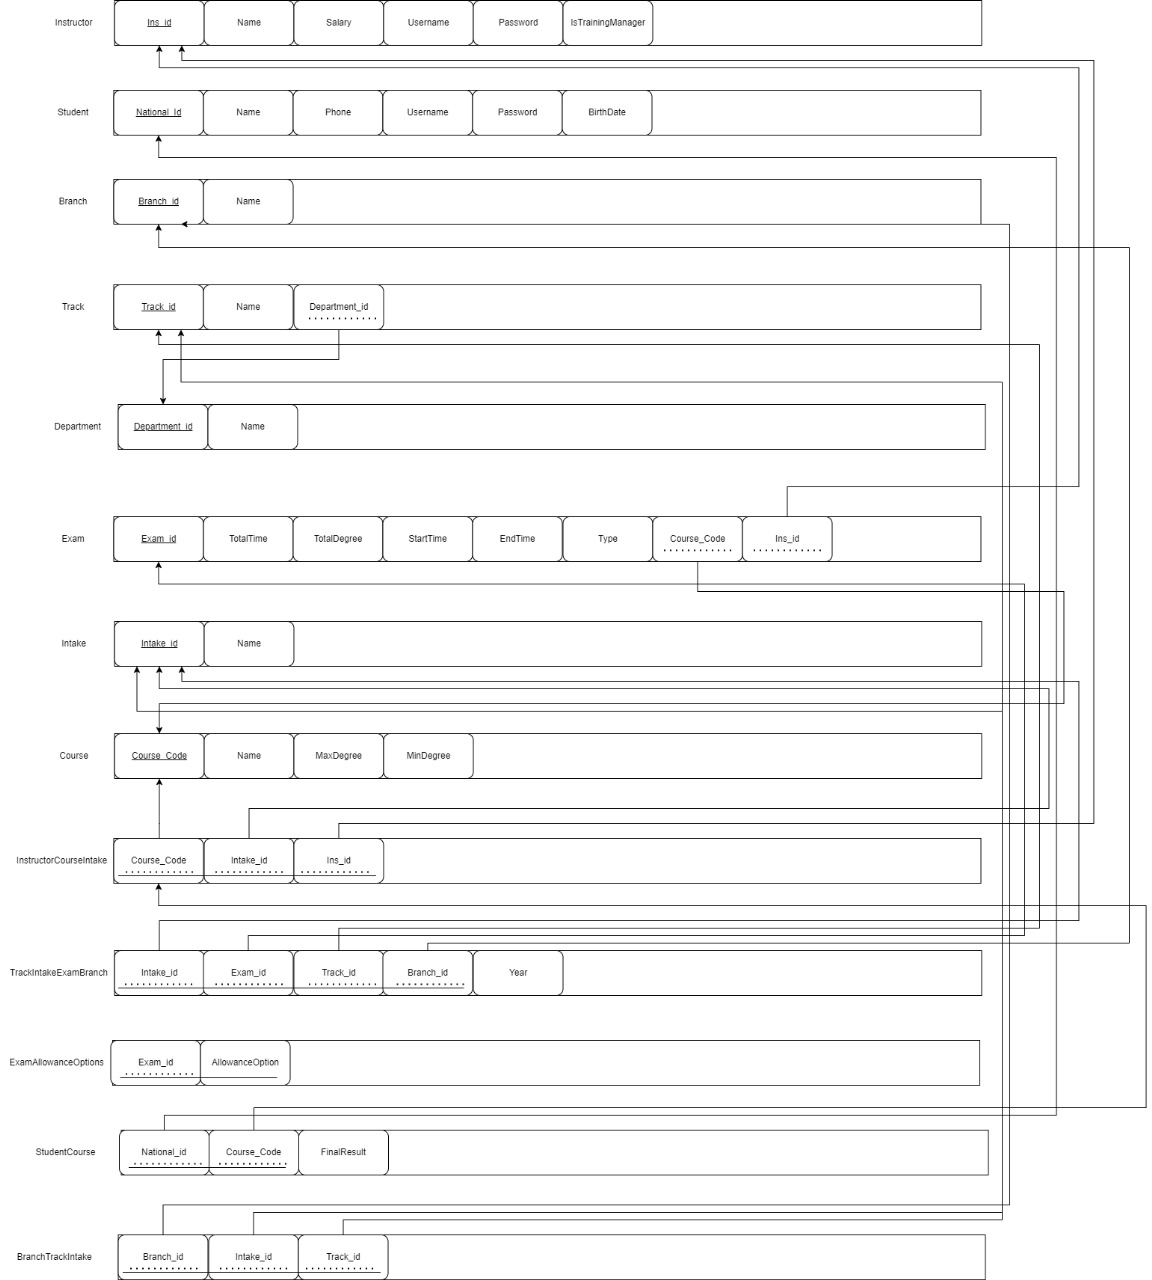 Instructor Ins_id Name Salary Username Password IsTrainingManager
Student National_Id Name Phone Username Password BirthDate
Branch Branch_id Name
Track Track_id Name Department_id
Department Department_id Name
Exam Exam_id TotalTime TotalDegree StartTime EndTime Type Course_Code Ins_id
Intake Intake_id Name
Course Course_Code Name MaxDegree MinDegree
InstructorCourseIntake Course_Code Intake_id Ins_id
TrackIntakeExamBranch Intake_id Exam_id Track_id Branch_id Year
ExamAllowanceOptions Exam_id AllowanceOption
StudentCourse National_id Course_Code FinalResult
BranchTrackIntake Branch_id Intake_id Track_id